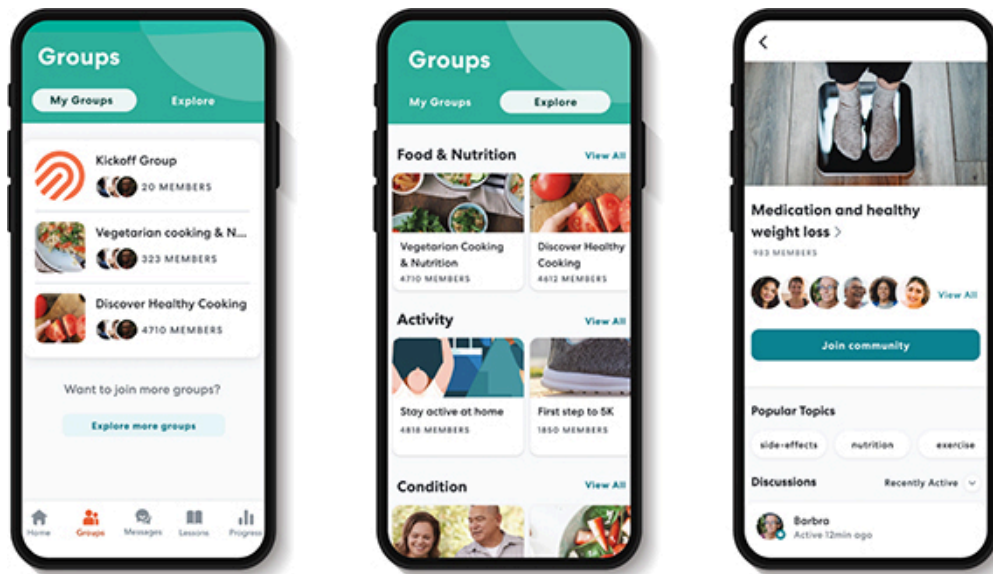 Groups
My Groups
Explore
Kickoff Group
20 MEMBERS
Vegetarian cooking & N...
323 MEMBERS
Discover Healthy Cooking
4710 MEMBERS
Want to join more groups?
Explore more groups
Home
Groups
Messages
Lessons
Progress
Groups
My Groups
Explore
Food & Nutrition
View All
Vegetarian Cooking
& Nutrition
4710 MEMBERS
Discover Healthy
Cooking
4612 MEMBERS
Activity
View All
Stay active at home
4818 MEMBERS
First step to 5K
1850 MEMBERS
Condition
View All
Medication and healthy
weight loss >
983 MEMBERS
View All
Join community
Popular Topics
side-effects
nutrition
exercise
Discussions
Recently Active
Barbra
Active 12min ago